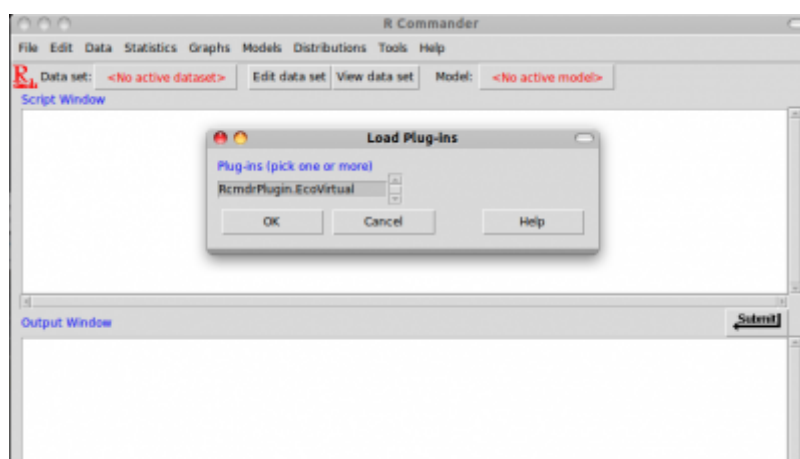 R Commander
File Edit Data Statistics Graphs Models Distributions Tools Help
R Data set: <No active dataset> Edit data set View data set Model: <No active model>
Script Window
Load Plug-ins
Plug-ins (pick one or more)
RcmdrPlugin.EcoVirtual
OK Cancel Help
Output Window Submit